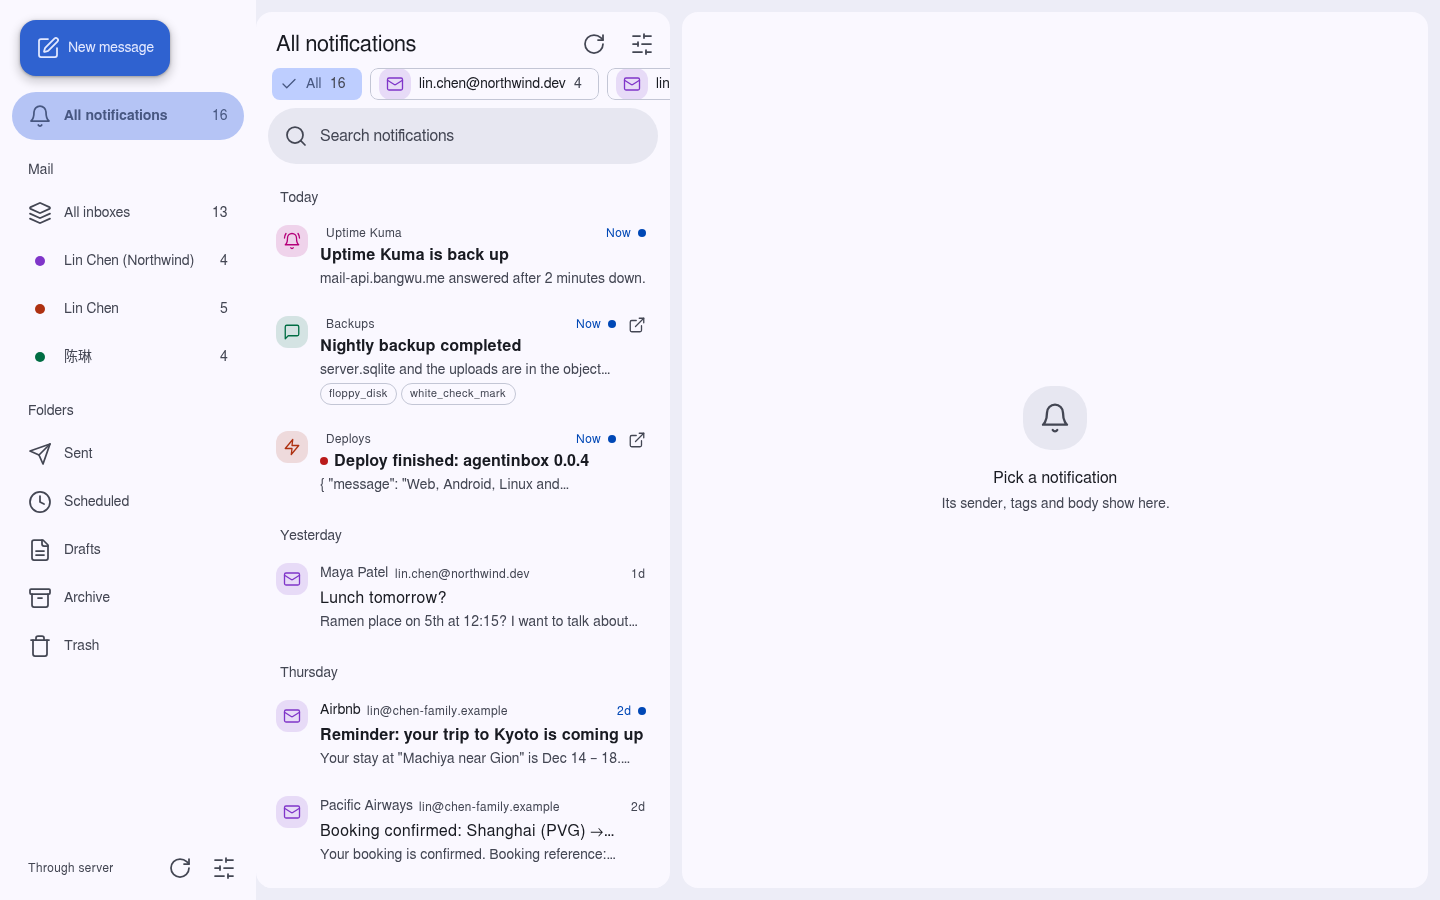 New message
All notifications 16
Mail
All inboxes 13
Lin Chen (Northwind) 4
Lin Chen 5
陈琳 4
Folders
Sent
Scheduled
Drafts
Archive
Trash
Through server
All notifications
All 16 lin.chen@northwind.dev 4 lin
Search notifications
Today
Uptime Kuma Now
Uptime Kuma is back up
mail-api.bangwu.me answered after 2 minutes down.
Backups Now
Nightly backup completed
server.sqlite and the uploads are in the object…
floppy_disk white_check_mark
Deploys Now
Deploy finished: agentinbox 0.0.4
{ "message": "Web, Android, Linux and…
Yesterday
Maya Patel lin.chen@northwind.dev 1d
Lunch tomorrow?
Ramen place on 5th at 12:15? I want to talk about…
Thursday
Airbnb lin@chen-family.example 2d
Reminder: your trip to Kyoto is coming up
Your stay at "Machiya near Gion" is Dec 14 – 18.…
Pacific Airways lin@chen-family.example 2d
Booking confirmed: Shanghai (PVG) →…
Your booking is confirmed. Booking reference:…
Pick a notification
Its sender, tags and body show here.